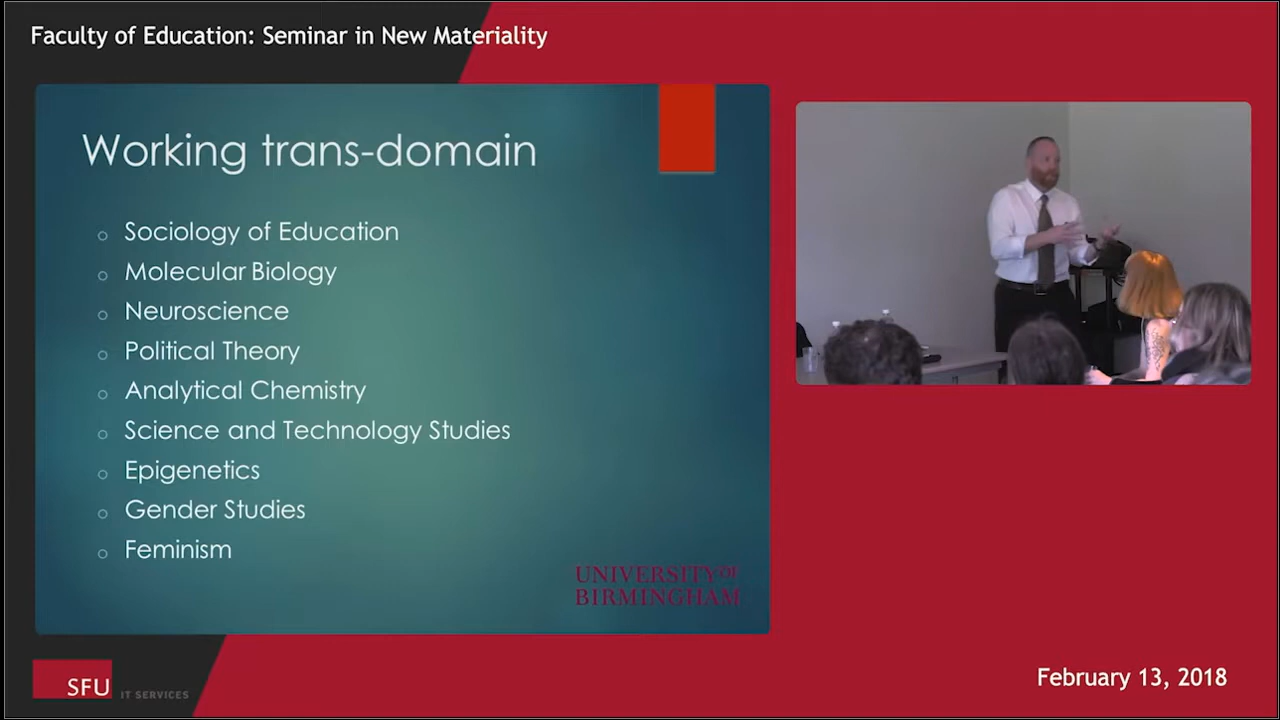 Faculty of Education: Seminar in New Materiality
Working trans-domain
Sociology of Education
Molecular Biology
Neuroscience
Political Theory
Analytical Chemistry
Science and Technology Studies
Epigenetics
Gender Studies
Feminism
UNIVERSITY OF
BIRMINGHAM
SFU IT SERVICES
February 13, 2018